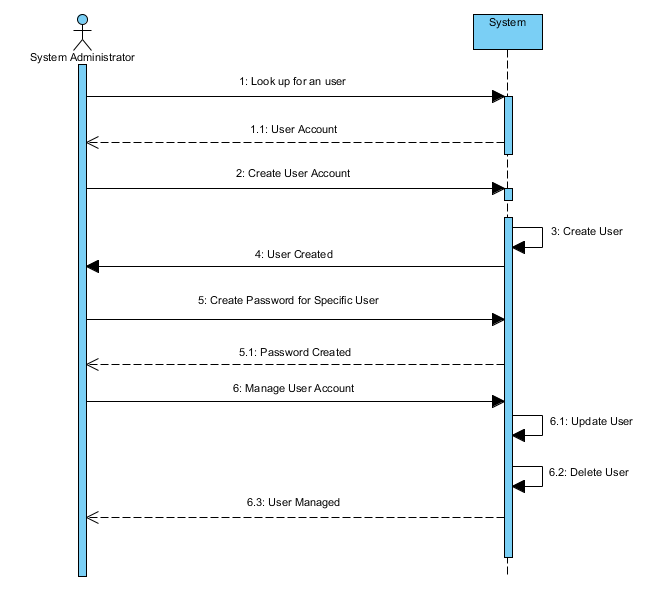 System
System Administrator
1: Look up for an user
1.1: User Account
2: Create User Account
3: Create User
4: User Created
5: Create Password for Specific User
5.1: Password Created
6: Manage User Account
6.1: Update User
6.2: Delete User
6.3: User Managed